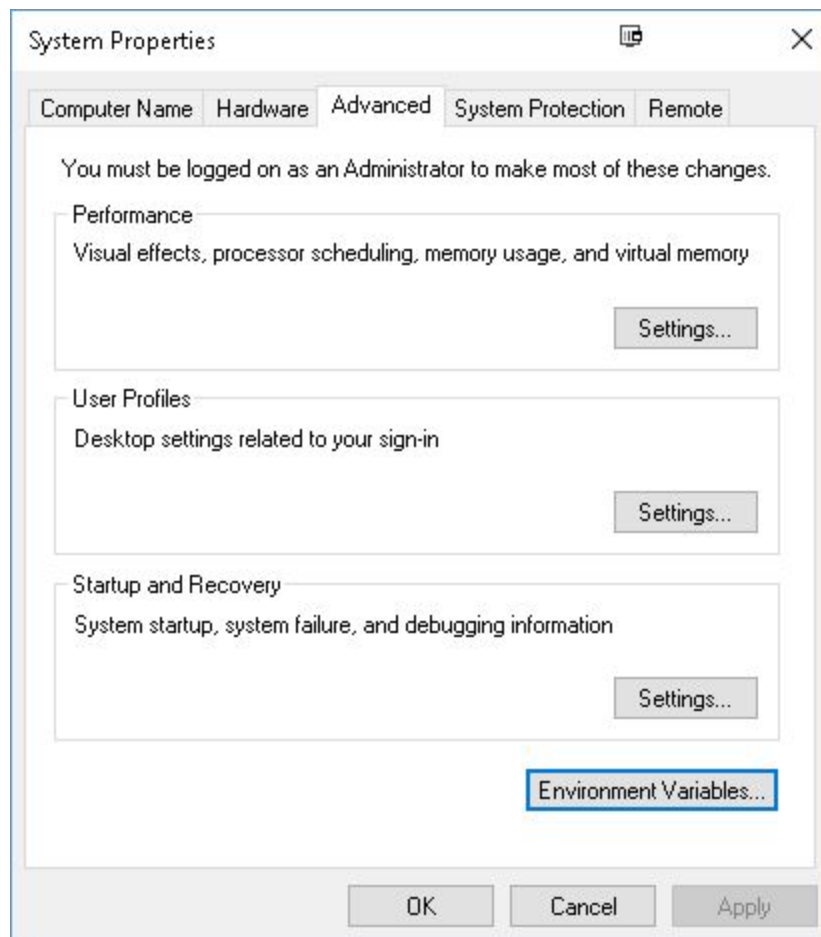 System Properties
Computer Name Hardware Advanced System Protection Remote
You must be logged on as an Administrator to make most of these changes.
Performance
Visual effects, processor scheduling, memory usage, and virtual memory
Settings...
User Profiles
Desktop settings related to your sign-in
Settings...
Startup and Recovery
System startup, system failure, and debugging information
Settings...
Environment Variables...
OK Cancel Apply